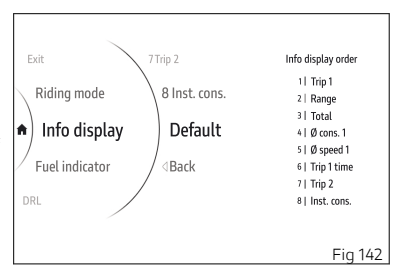 Exit
Riding mode
Info display
Fuel indicator
DRL
7 Trip 2
8 Inst. cons.
Default
Back
Info display order
1 | Trip 1
2 | Range
3 | Total
4 | Ø cons. 1
5 | Ø speed 1
6 | Trip 1 time
7 | Trip 2
8 | Inst. cons.
Fig 142